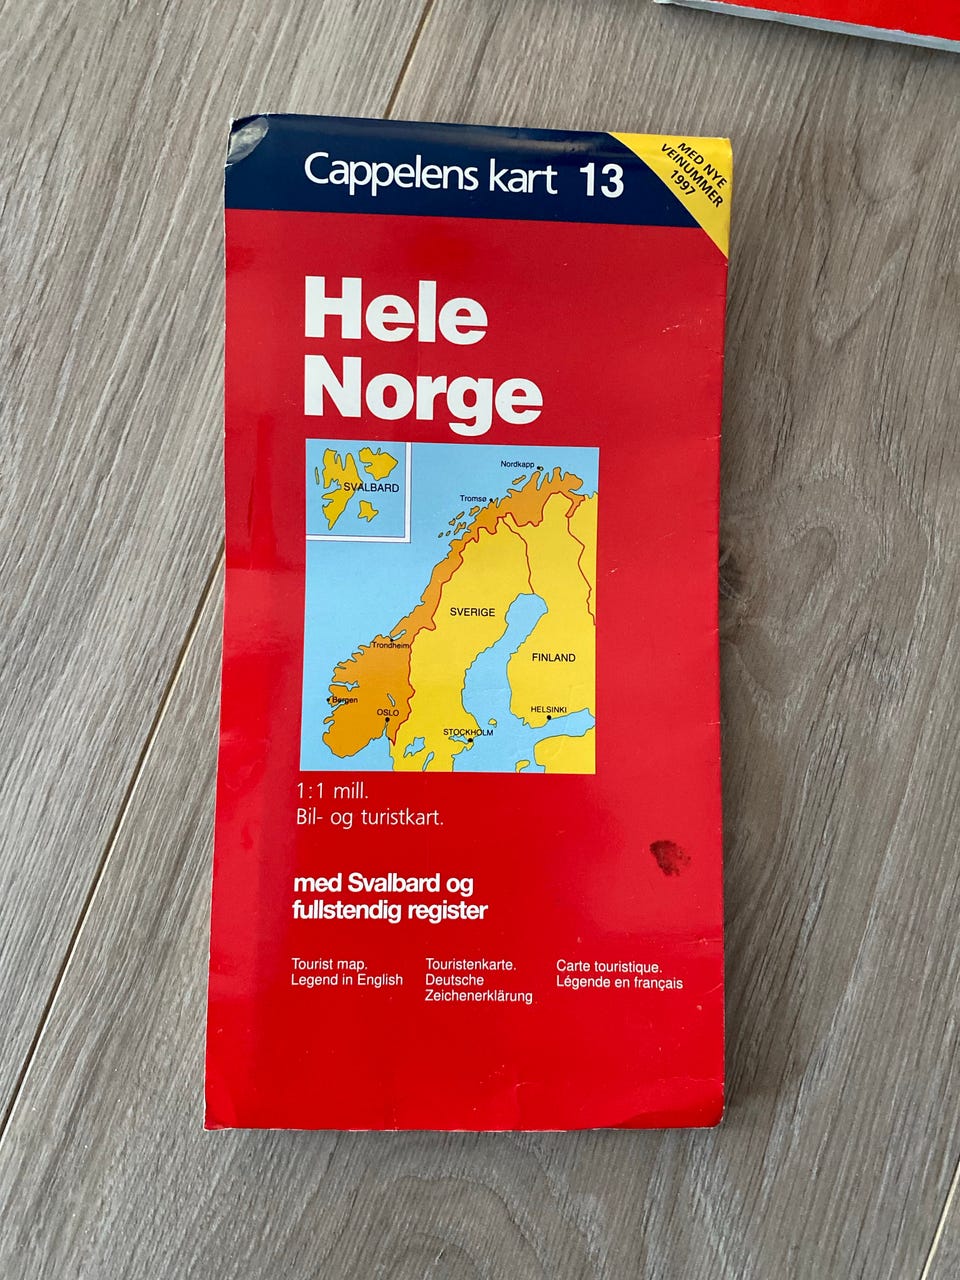 Cappelens kart 13
MED NYE
VEINUMMER
1997
Hele
Norge
SVALBARD
Nordkapp
Tromsø
SVERIGE
Trondheim
FINLAND
Bergen
OSLO
HELSINKI
STOCKHOLM
1:1 mill.
Bil- og turistkart.
med Svalbard og
fullstendig register
Tourist map.
Legend in English
Touristenkarte.
Deutsche
Zeichenerklärung
Carte touristique.
Légende en français